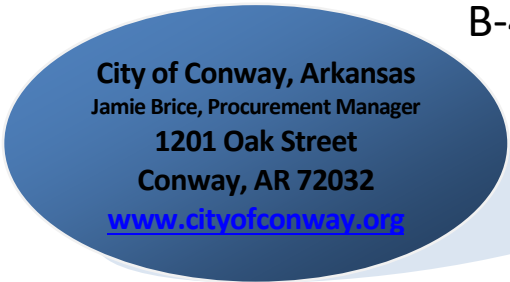 B-
City of Conway, Arkansas
Jamie Brice, Procurement Manager
1201 Oak Street
Conway, AR 72032
www.cityofconway.org